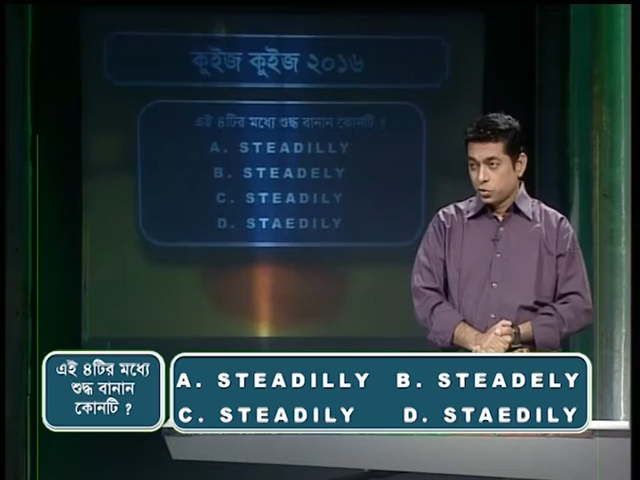 কুইজ কুইজ ২০১৬
এই ৪টির মধ্যে শুদ্ধ বানান কোনটি ?
A. STEADILLY
B. STEADELY
C. STEADILY
D. STAEDILY
এই ৪টির মধ্যে
শুদ্ধ বানান
কোনটি ?
A. STEADILLY B. STEADELY
C. STEADILY D. STAEDILY